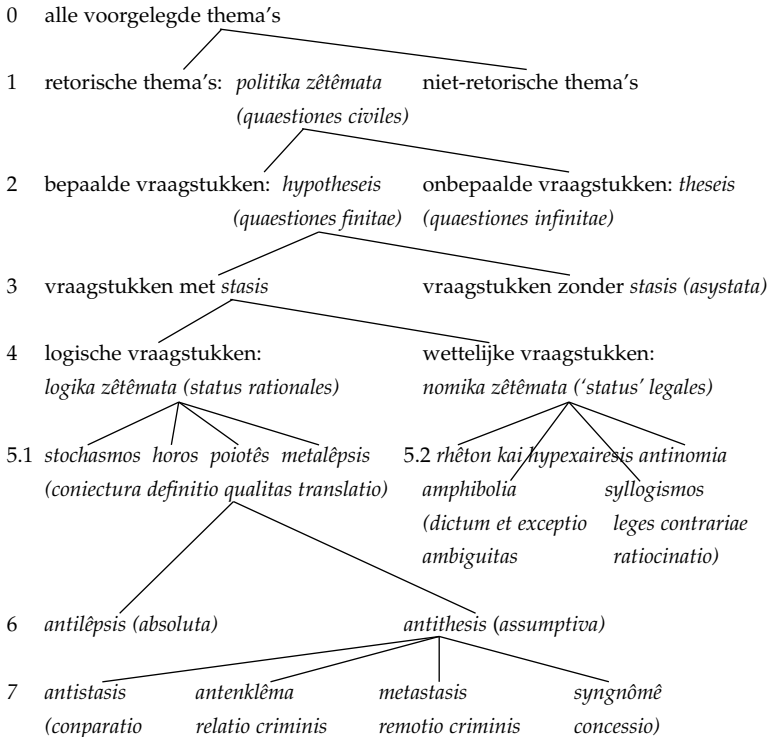 0 alle voorgelegde thema's
1 retorische thema's: politika zêtêmata niet-retorische thema's
(quaestiones civiles)
2 bepaalde vraagstukken: hypotheseis onbepaalde vraagstukken: theseis
(quaestiones finitae) (quaestiones infinitae)
3 vraagstukken met stasis vraagstukken zonder stasis (asystata)
4 logische vraagstukken: wettelijke vraagstukken:
logika zêtêmata (status rationales) nomika zêtêmata ('status' legales)
5.1 stochasmos horos poiotês metalêpsis 5.2 rhêton kai hypexairesis antinomia
(coniectura definitio qualitas translatio) amphibolia syllogismos
(dictum et exceptio leges contrariae
ambiguitas ratiocinatio)
6 antilêpsis (absoluta) antithesis (assumptiva)
7 antistasis antenklêma metastasis syngnômê
(conparatio relatio criminis remotio criminis concessio)